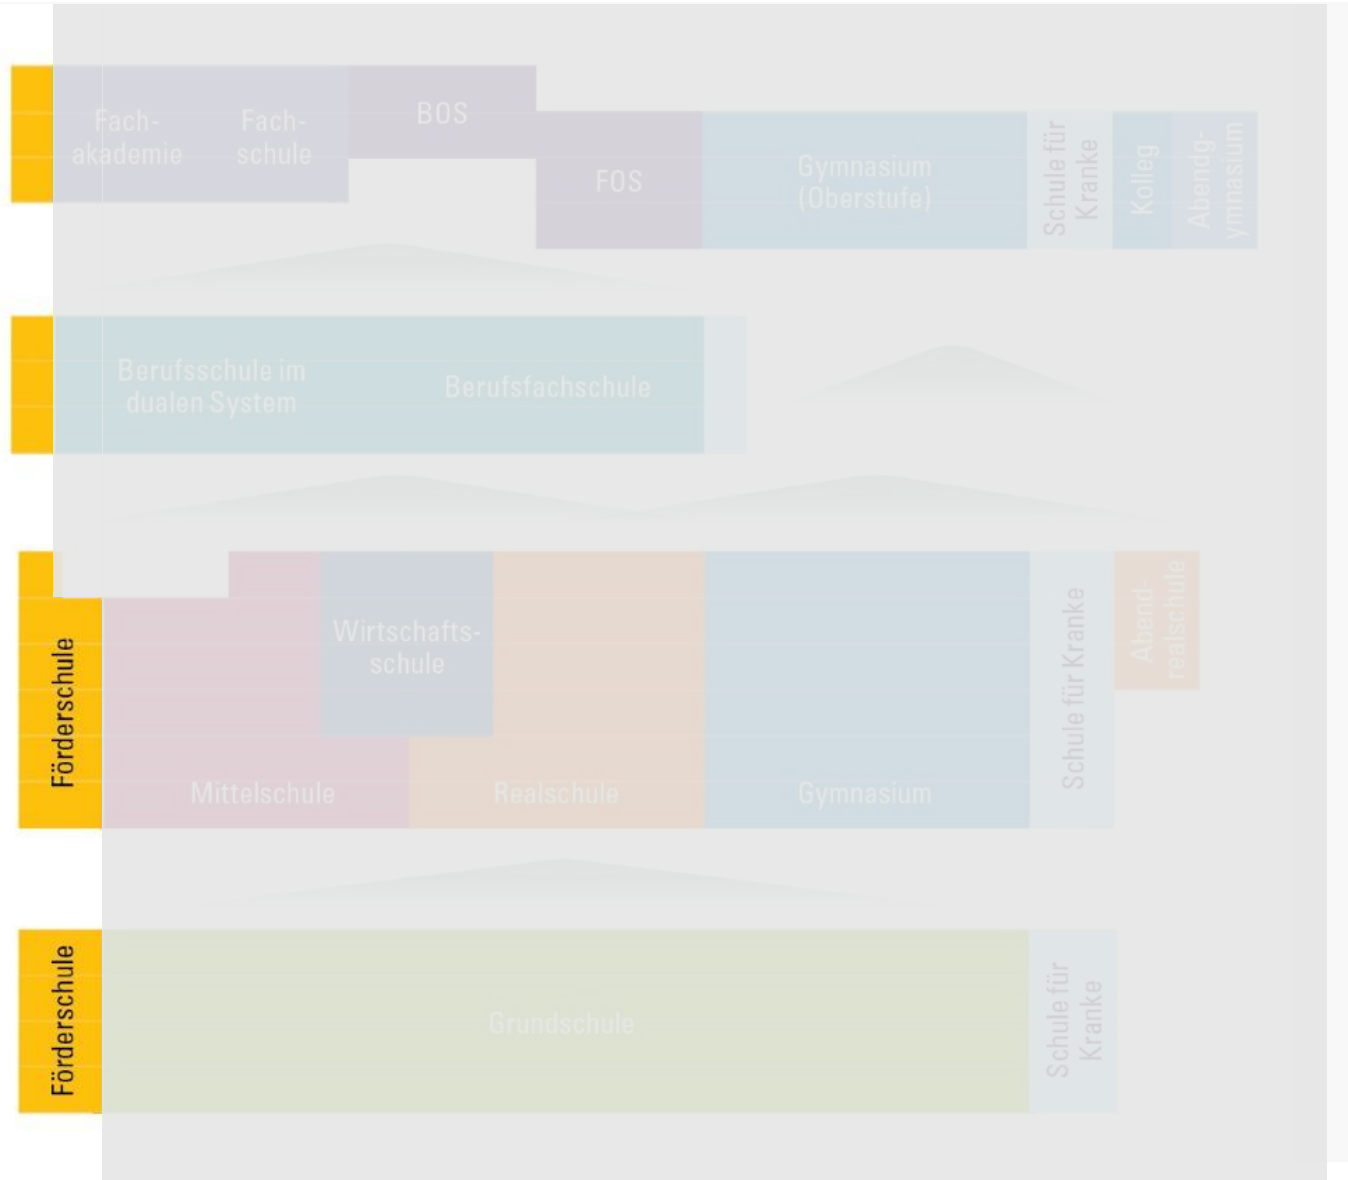 Fach-
akademie
Fach-
schule
BOS
FOS
Gymnasium
(Oberstufe)
Schule für
Kranke
Kolleg
Abendg-
ymnasium
Berufsschule im
dualen System
Berufsfachschule
Förderschule
Wirtschafts-
schule
Mittelschule
Realschule
Gymnasium
Schule für Kranke
Abend-
realschule
Förderschule
Grundschule
Schule für
Kranke